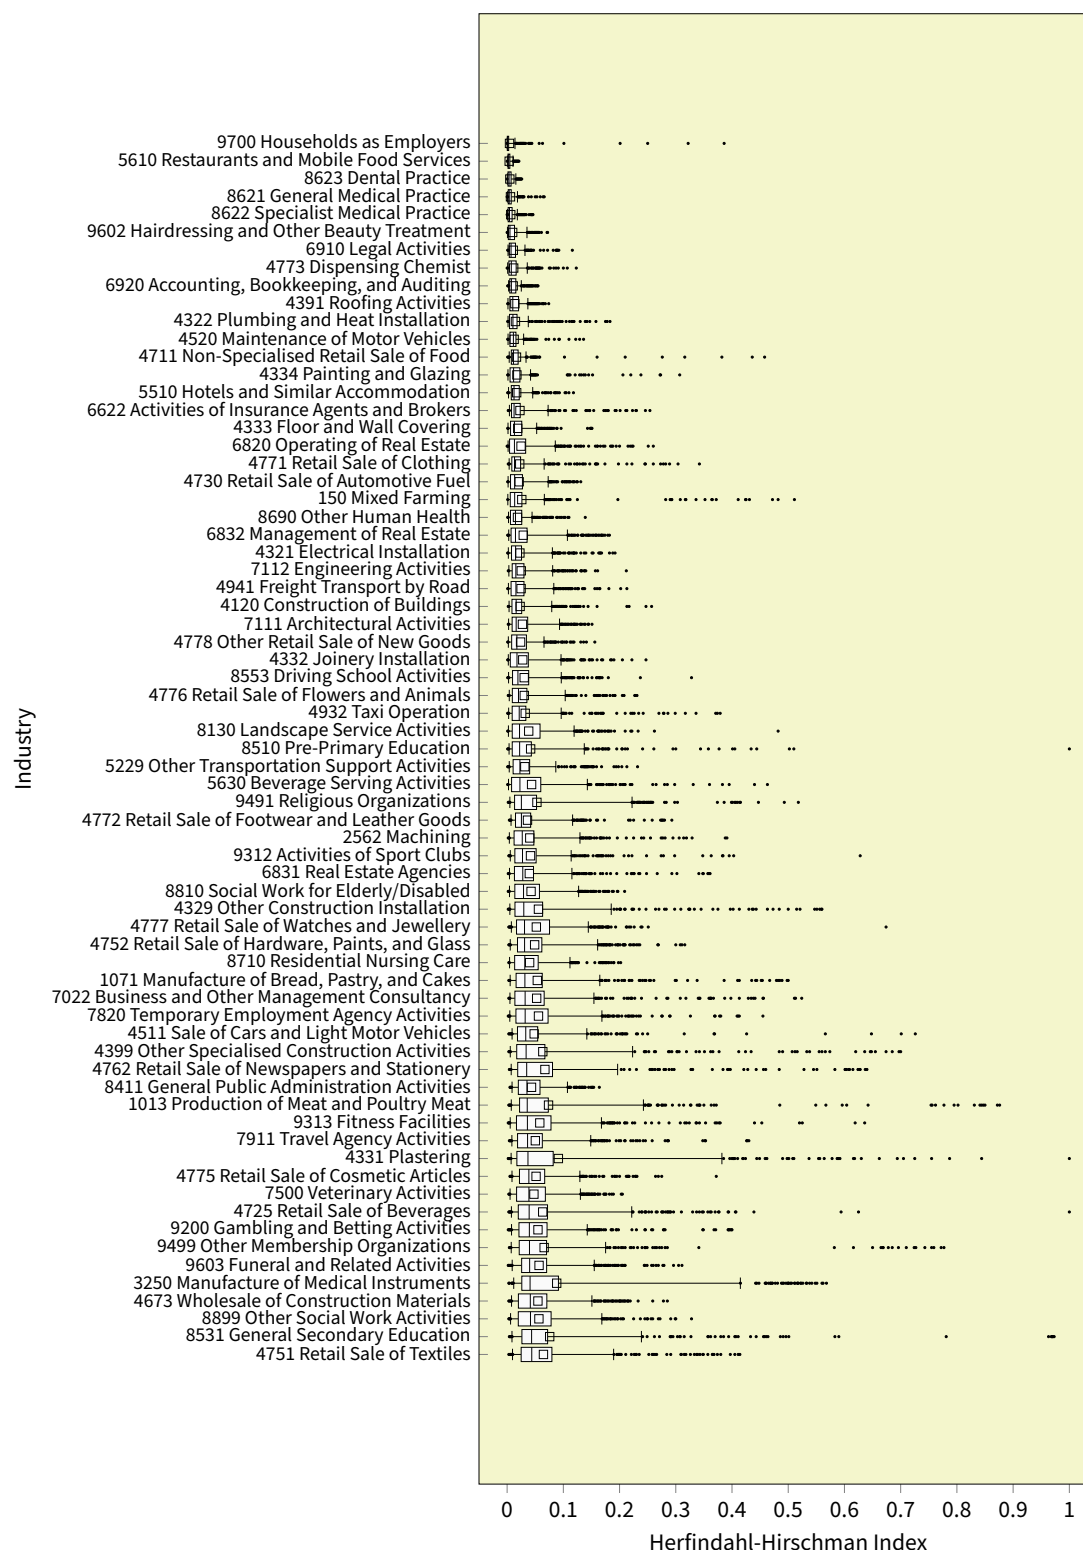 9700 Households as Employers
5610 Restaurants and Mobile Food Services
8623 Dental Practice
8621 General Medical Practice
8622 Specialist Medical Practice
9602 Hairdressing and Other Beauty Treatment
6910 Legal Activities
4773 Dispensing Chemist
6920 Accounting, Bookkeeping, and Auditing
4391 Roofing Activities
4322 Plumbing and Heat Installation
4520 Maintenance of Motor Vehicles
4711 Non-Specialised Retail Sale of Food
4334 Painting and Glazing
5510 Hotels and Similar Accommodation
6622 Activities of Insurance Agents and Brokers
4333 Floor and Wall Covering
6820 Operating of Real Estate
4771 Retail Sale of Clothing
4730 Retail Sale of Automotive Fuel
150 Mixed Farming
8690 Other Human Health
6832 Management of Real Estate
4321 Electrical Installation
7112 Engineering Activities
4941 Freight Transport by Road
4120 Construction of Buildings
7111 Architectural Activities
4778 Other Retail Sale of New Goods
4332 Joinery Installation
8553 Driving School Activities
4776 Retail Sale of Flowers and Animals
4932 Taxi Operation
8130 Landscape Service Activities
8510 Pre-Primary Education
5229 Other Transportation Support Activities
5630 Beverage Serving Activities
9491 Religious Organizations
4772 Retail Sale of Footwear and Leather Goods
2562 Machining
9312 Activities of Sport Clubs
6831 Real Estate Agencies
8810 Social Work for Elderly/Disabled
4329 Other Construction Installation
4777 Retail Sale of Watches and Jewellery
4752 Retail Sale of Hardware, Paints, and Glass
8710 Residential Nursing Care
1071 Manufacture of Bread, Pastry, and Cakes
7022 Business and Other Management Consultancy
7820 Temporary Employment Agency Activities
4511 Sale of Cars and Light Motor Vehicles
4399 Other Specialised Construction Activities
4762 Retail Sale of Newspapers and Stationery
8411 General Public Administration Activities
1013 Production of Meat and Poultry Meat
9313 Fitness Facilities
7911 Travel Agency Activities
4331 Plastering
4775 Retail Sale of Cosmetic Articles
7500 Veterinary Activities
4725 Retail Sale of Beverages
9200 Gambling and Betting Activities
9499 Other Membership Organizations
9603 Funeral and Related Activities
3250 Manufacture of Medical Instruments
4673 Wholesale of Construction Materials
8899 Other Social Work Activities
8531 General Secondary Education
4751 Retail Sale of Textiles
Industry
0 0.1 0.2 0.3 0.4 0.5 0.6 0.7 0.8 0.9 1
Herfindahl-Hirschman Index